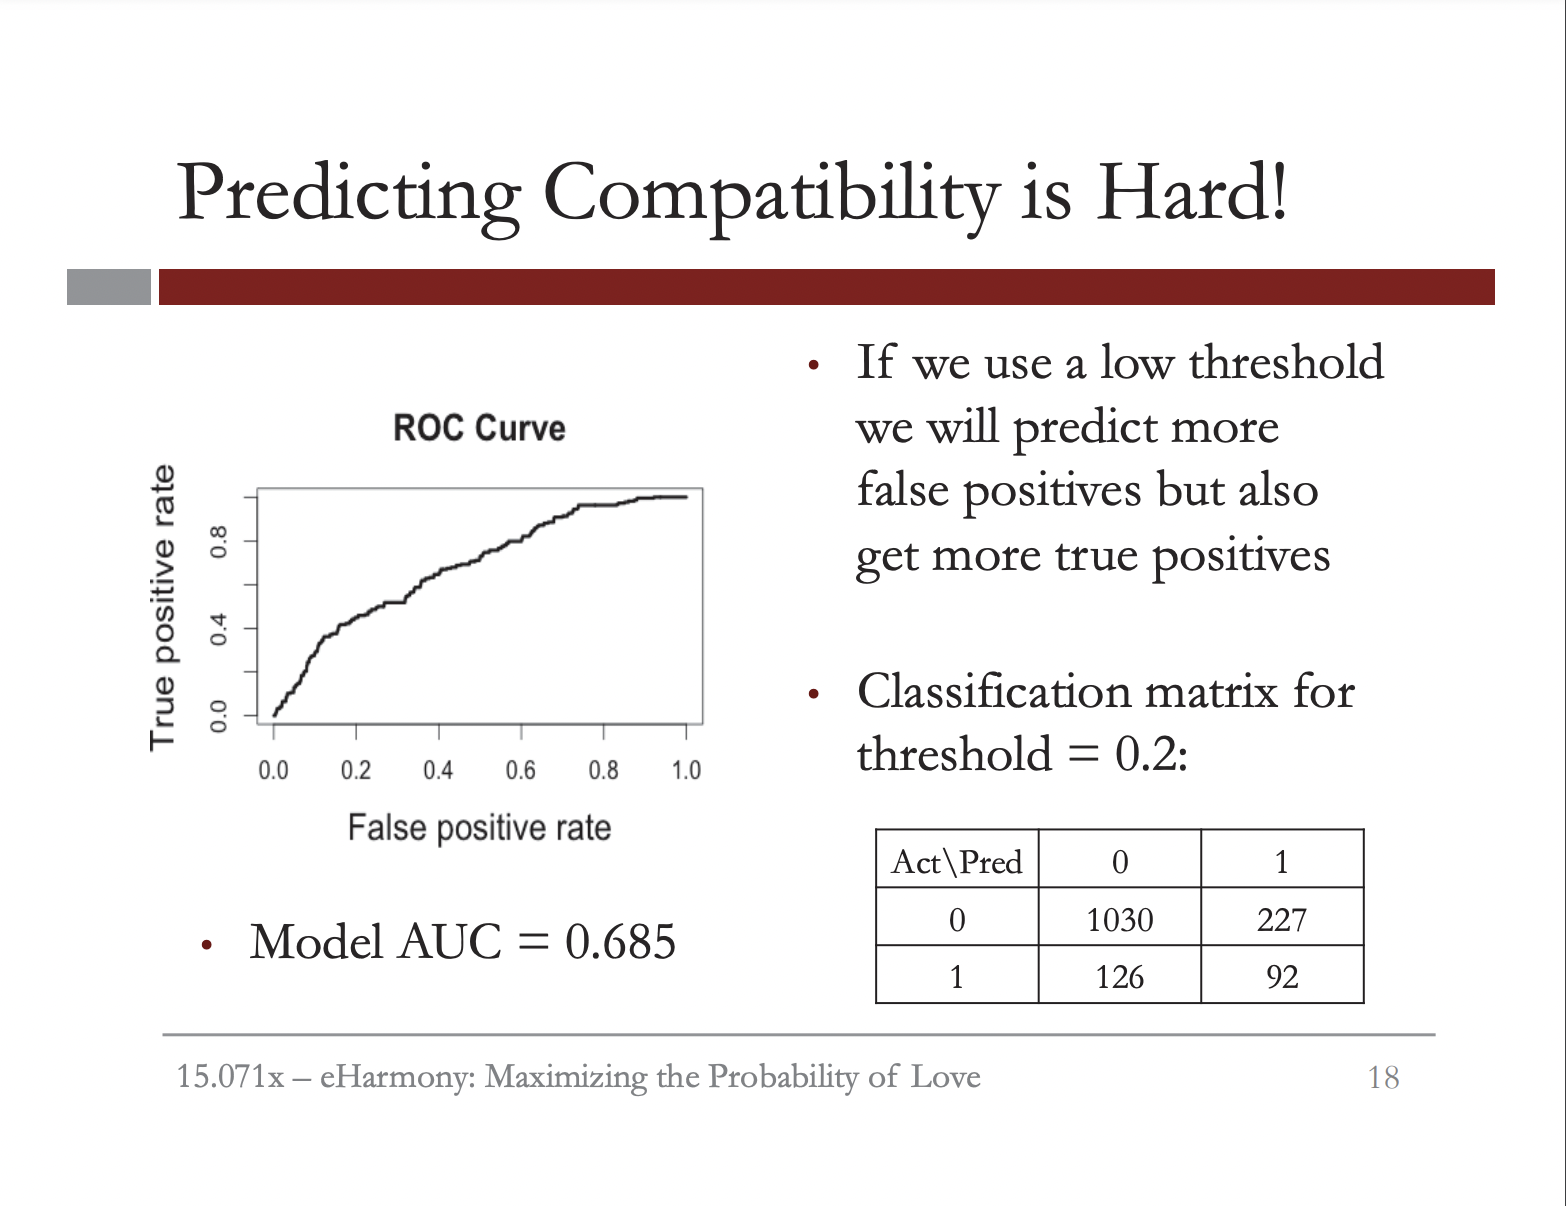 Predicting Compatibility is Hard!
ROC Curve
True positive rate
0.8
0.4
0.0
0.0 0.2 0.4 0.6 0.8 1.0
False positive rate
• Model AUC = 0.685
• If we use a low threshold
we will predict more
false positives but also
get more true positives
• Classification matrix for
threshold = 0.2:
Act\Pred 0 1
0 1030 227
1 126 92
15.071x – eHarmony: Maximizing the Probability of Love 18